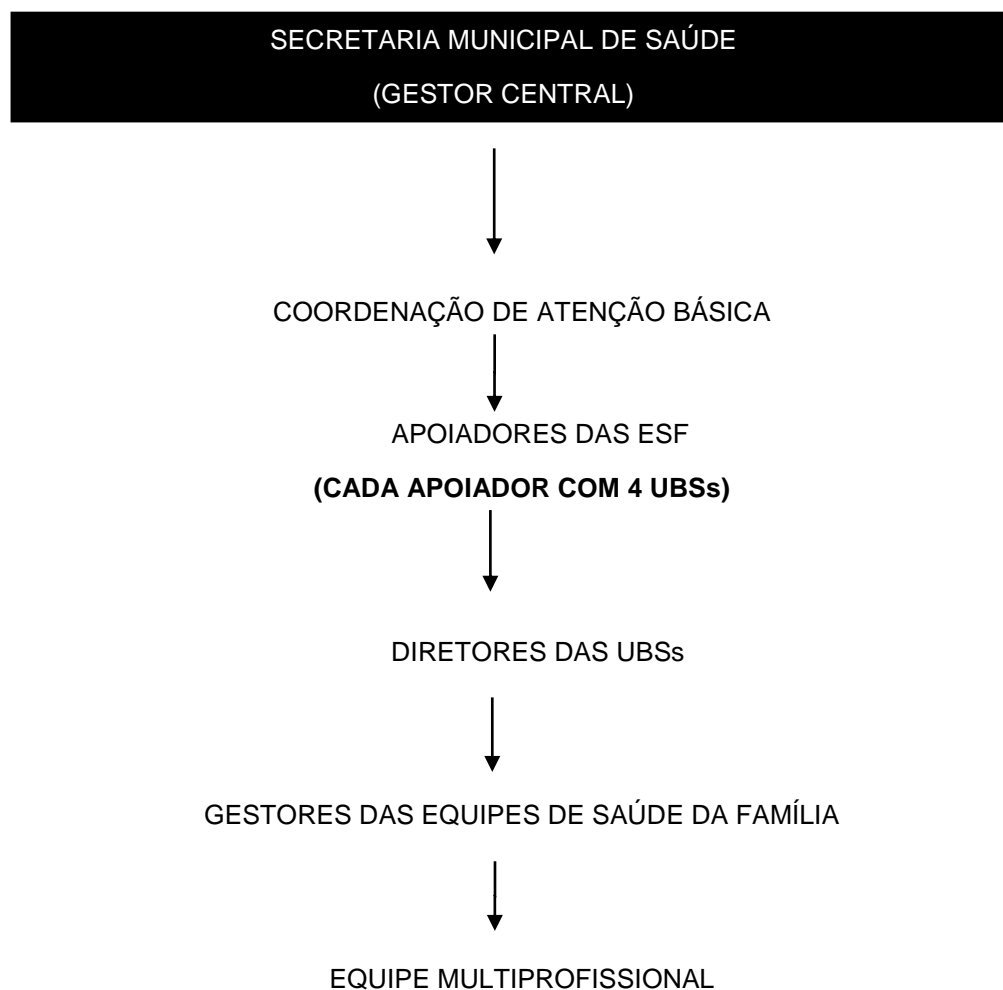 SECRETARIA MUNICIPAL DE SAÚDE
(GESTOR CENTRAL)
COORDENAÇÃO DE ATENÇÃO BÁSICA
APOIADORES DAS ESF
(CADA APOIADOR COM 4 UBSs)
DIRETORES DAS UBSs
GESTORES DAS EQUIPES DE SAÚDE DA FAMÍLIA
EQUIPE MULTIPROFISSIONAL